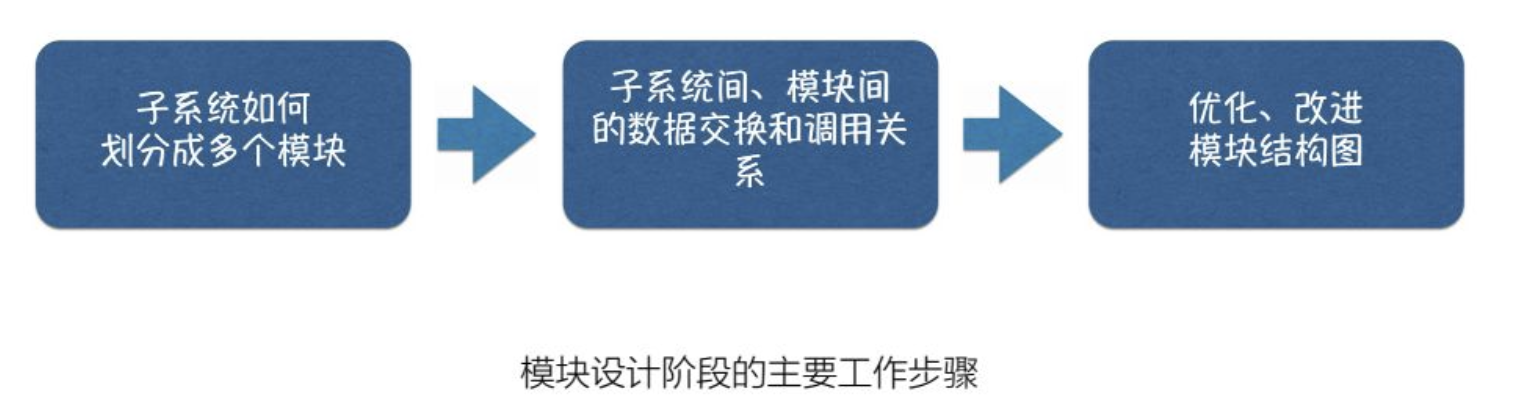 子系统如何
划分成多个模块
子系统间、模块间
的数据交换和调用关
系
优化、改进
模块结构图
模块设计阶段的主要工作步骤